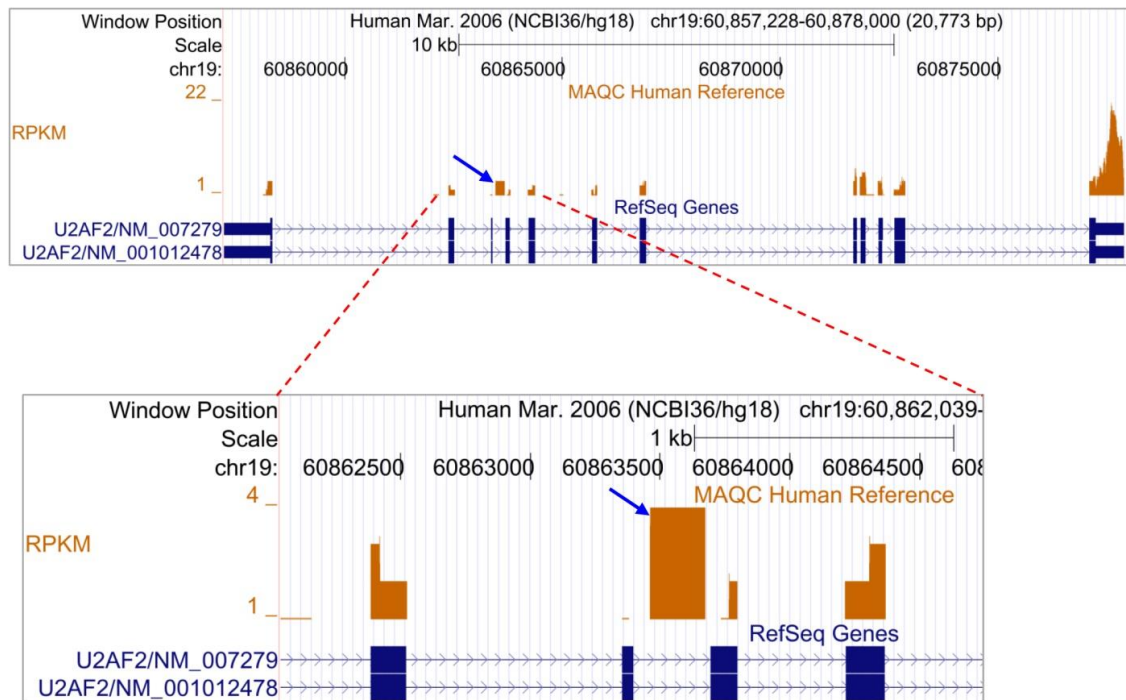 Window Position Human Mar. 2006 (NCBI36/hg18) chr19:60,857,228-60,878,000 (20,773 bp)
Scale 10 kb
chr19: 60860000 60865000 60870000 60875000
22 MAQC Human Reference
RPKM
1
RefSeq Genes
U2AF2/NM_007279
U2AF2/NM_001012478
Window Position Human Mar. 2006 (NCBI36/hg18) chr19:60,862,039-
Scale 1 kb
chr19: 60862500 60863000 60863500 60864000 60864500 608
4 MAQC Human Reference
RPKM
1
RefSeq Genes
U2AF2/NM_007279
U2AF2/NM_001012478